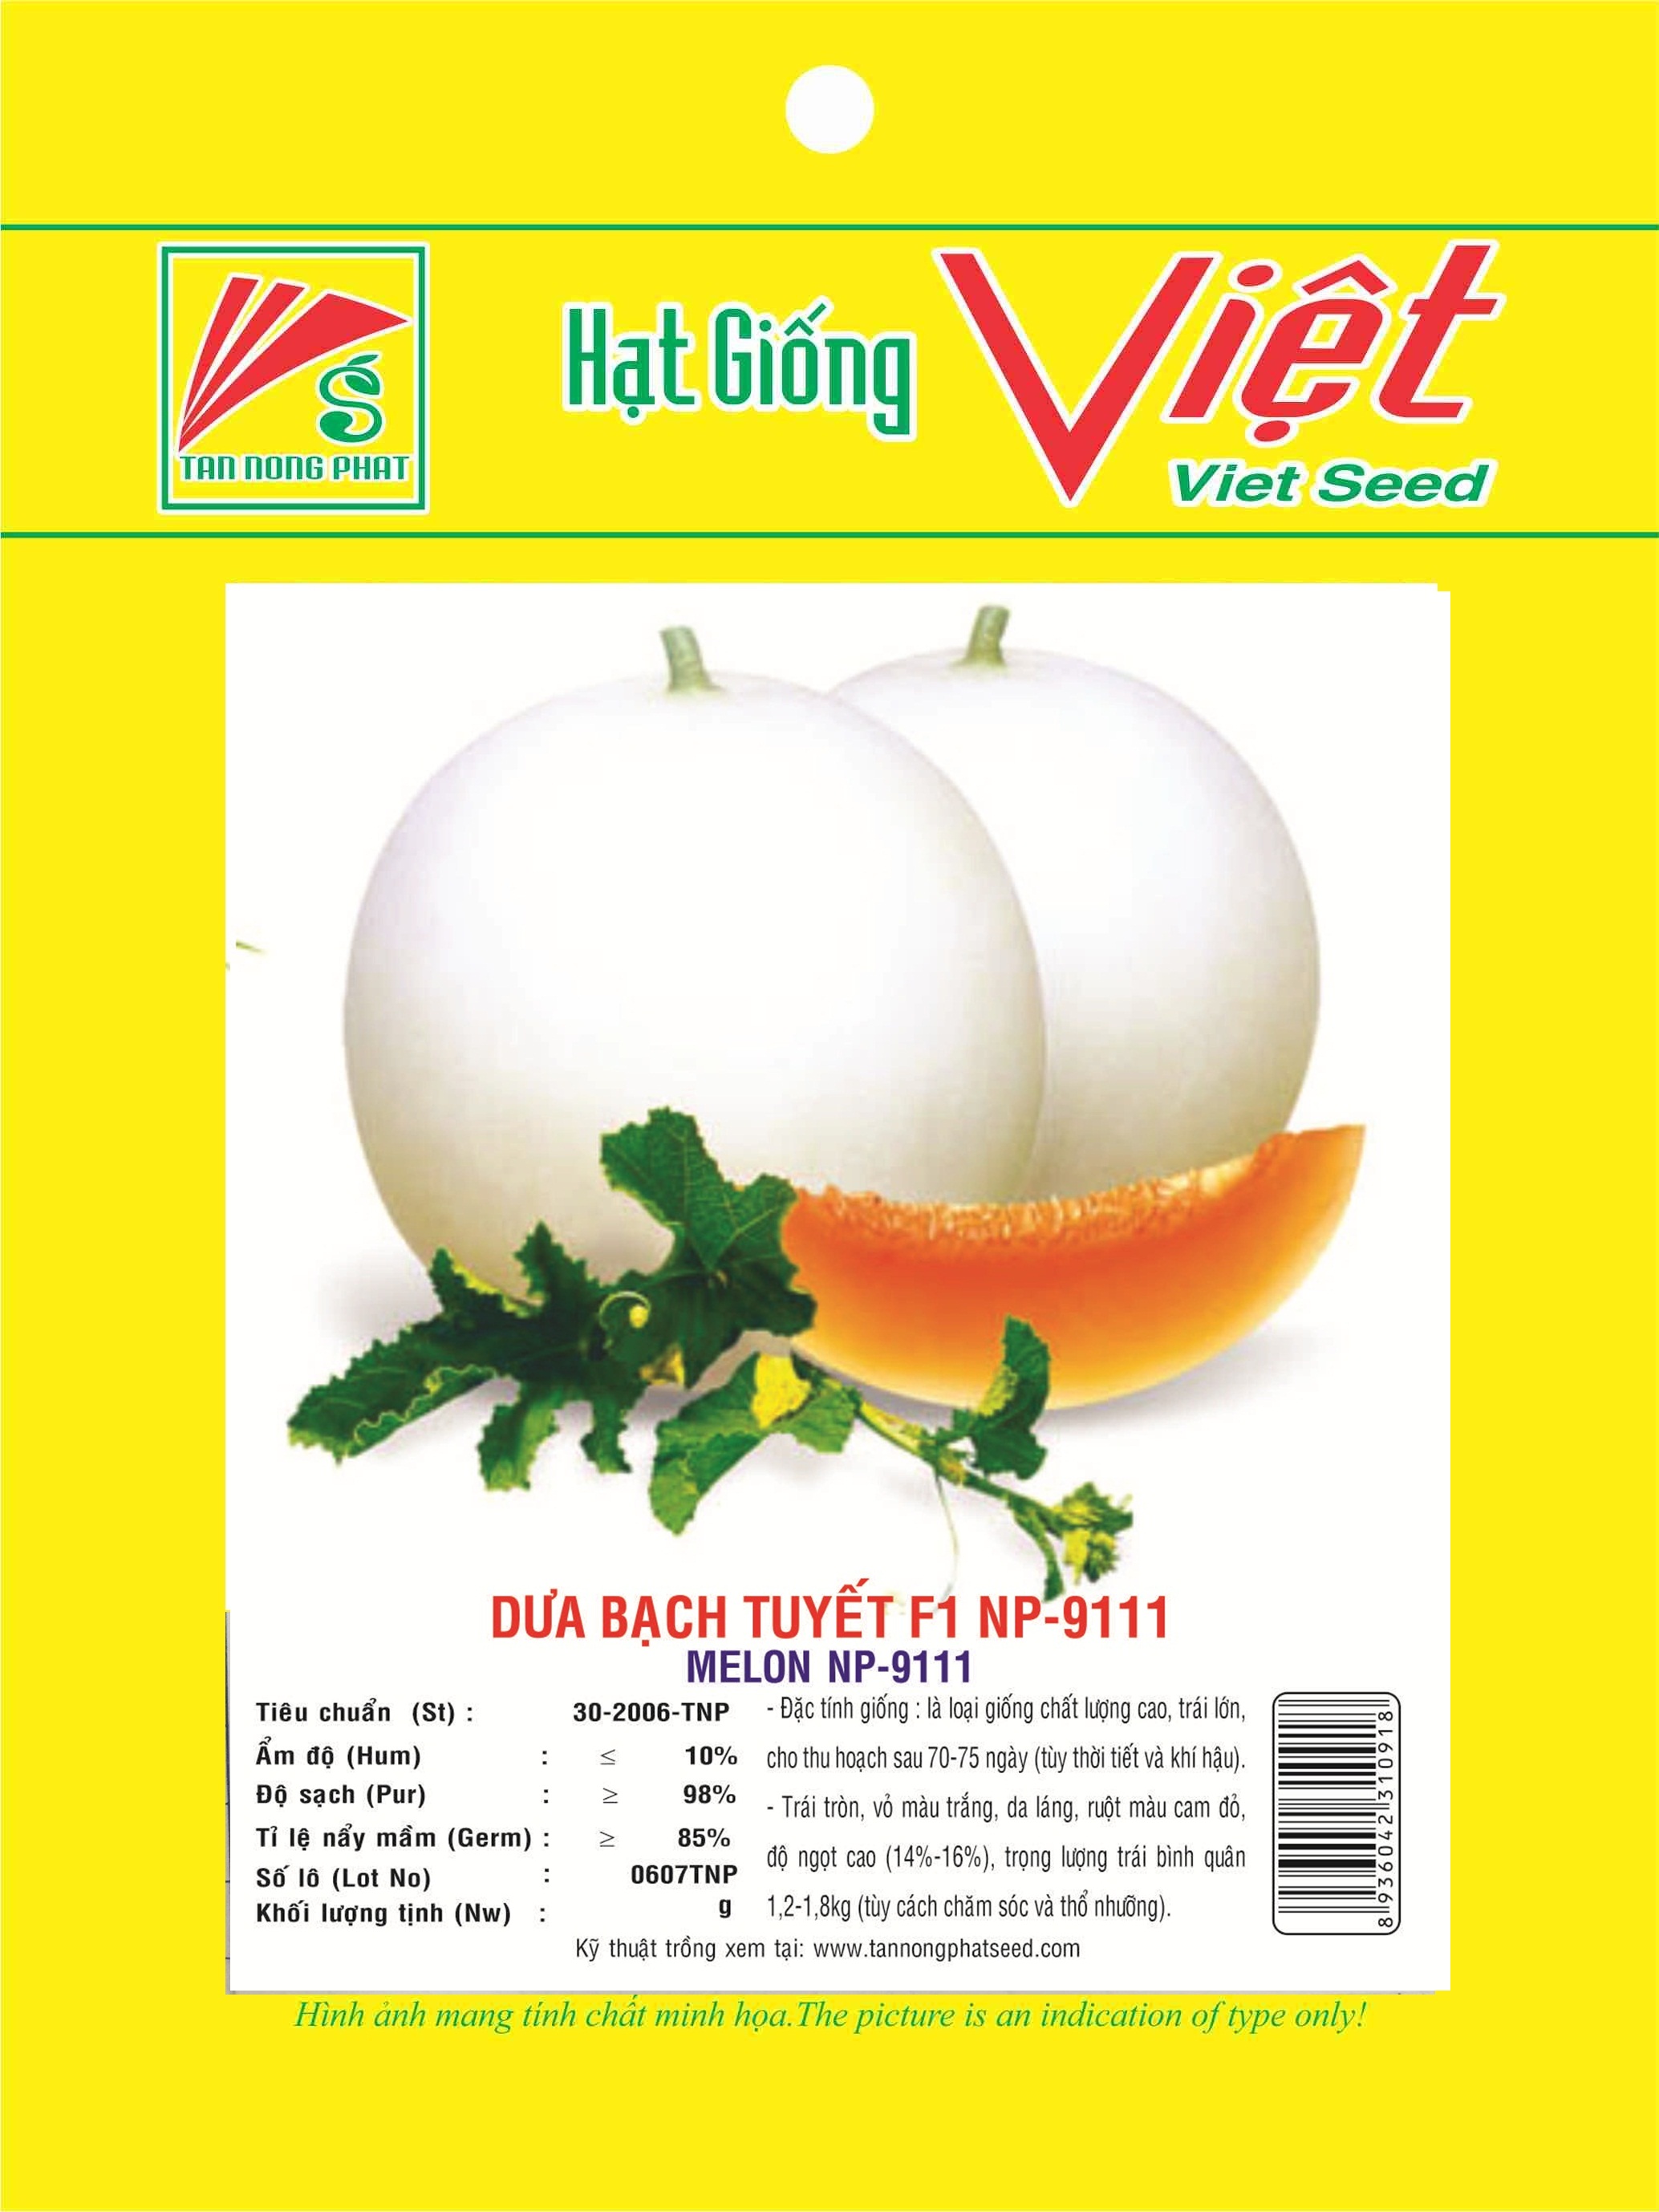 TAN NONG PHAT
Hạt Giống Việt
Viet Seed
DƯA BẠCH TUYẾT F1 NP-9111
MELON NP-9111
Tiêu chuẩn (St) : 30-2006-TNP
Ẩm độ (Hum) : ≤ 10%
Độ sạch (Pur) : ≥ 98%
Tỉ lệ nẩy mầm (Germ) : ≥ 85%
Số lô (Lot No) : 0607TNP
Khối lượng tịnh (Nw) : g
- Đặc tính giống : là loại giống chất lượng cao, trái lớn,
cho thu hoạch sau 70-75 ngày (tùy thời tiết và khí hậu).
- Trái tròn, vỏ màu trắng, da láng, ruột màu cam đỏ,
độ ngọt cao (14%-16%), trọng lượng trái bình quân
1,2-1,8kg (tùy cách chăm sóc và thổ nhưỡng).
8 936042 310918
Kỹ thuật trồng xem tại: www.tannongphatseed.com
Hình ảnh mang tính chất minh họa.The picture is an indication of type only!